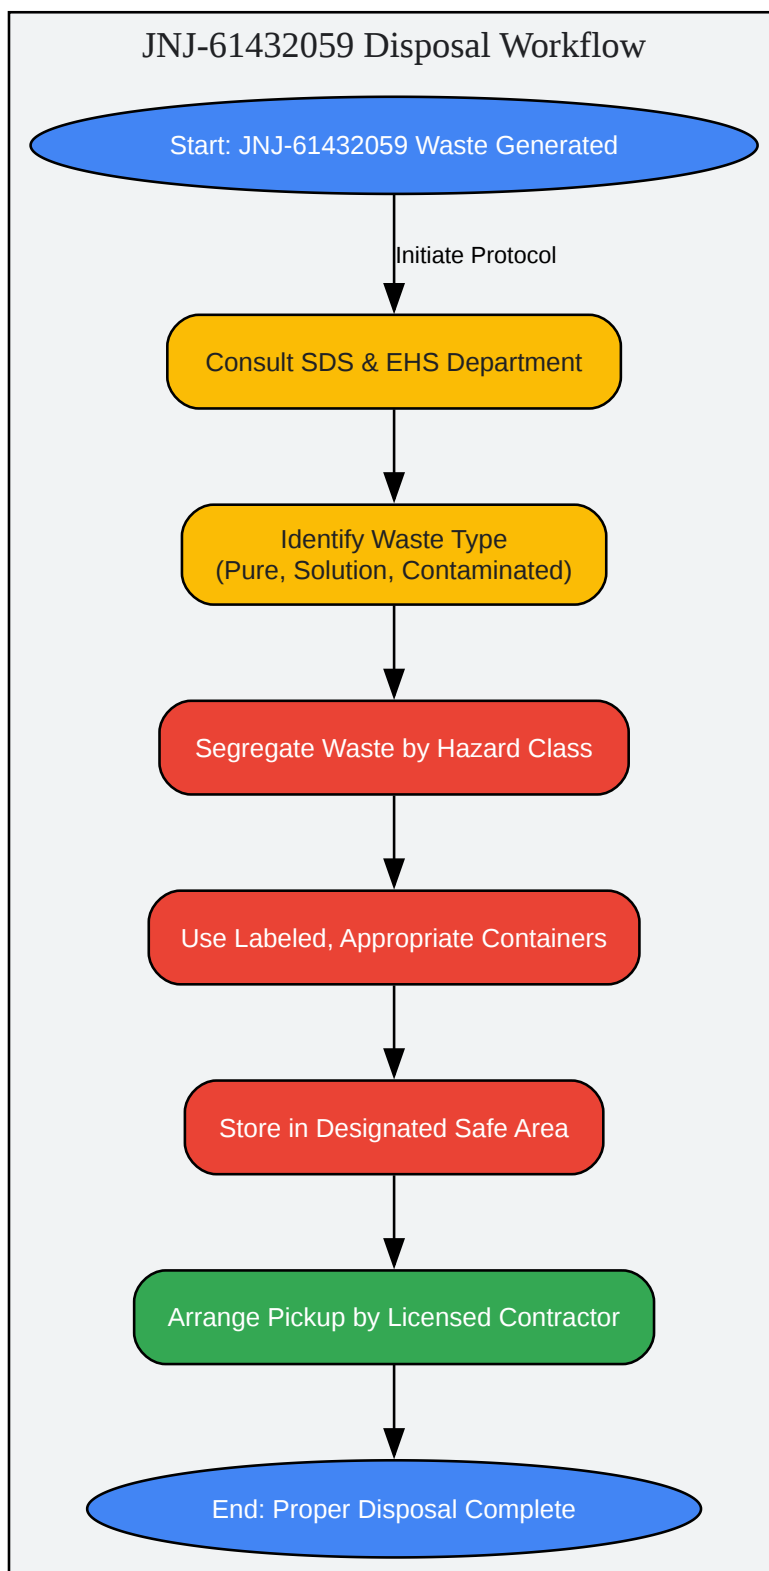 JNJ-61432059 Disposal Workflow
Start: JNJ-61432059 Waste Generated
Initiate Protocol
Consult SDS & EHS Department
Identify Waste Type
(Pure, Solution, Contaminated)
Segregate Waste by Hazard Class
Use Labeled, Appropriate Containers
Store in Designated Safe Area
Arrange Pickup by Licensed Contractor
End: Proper Disposal Complete